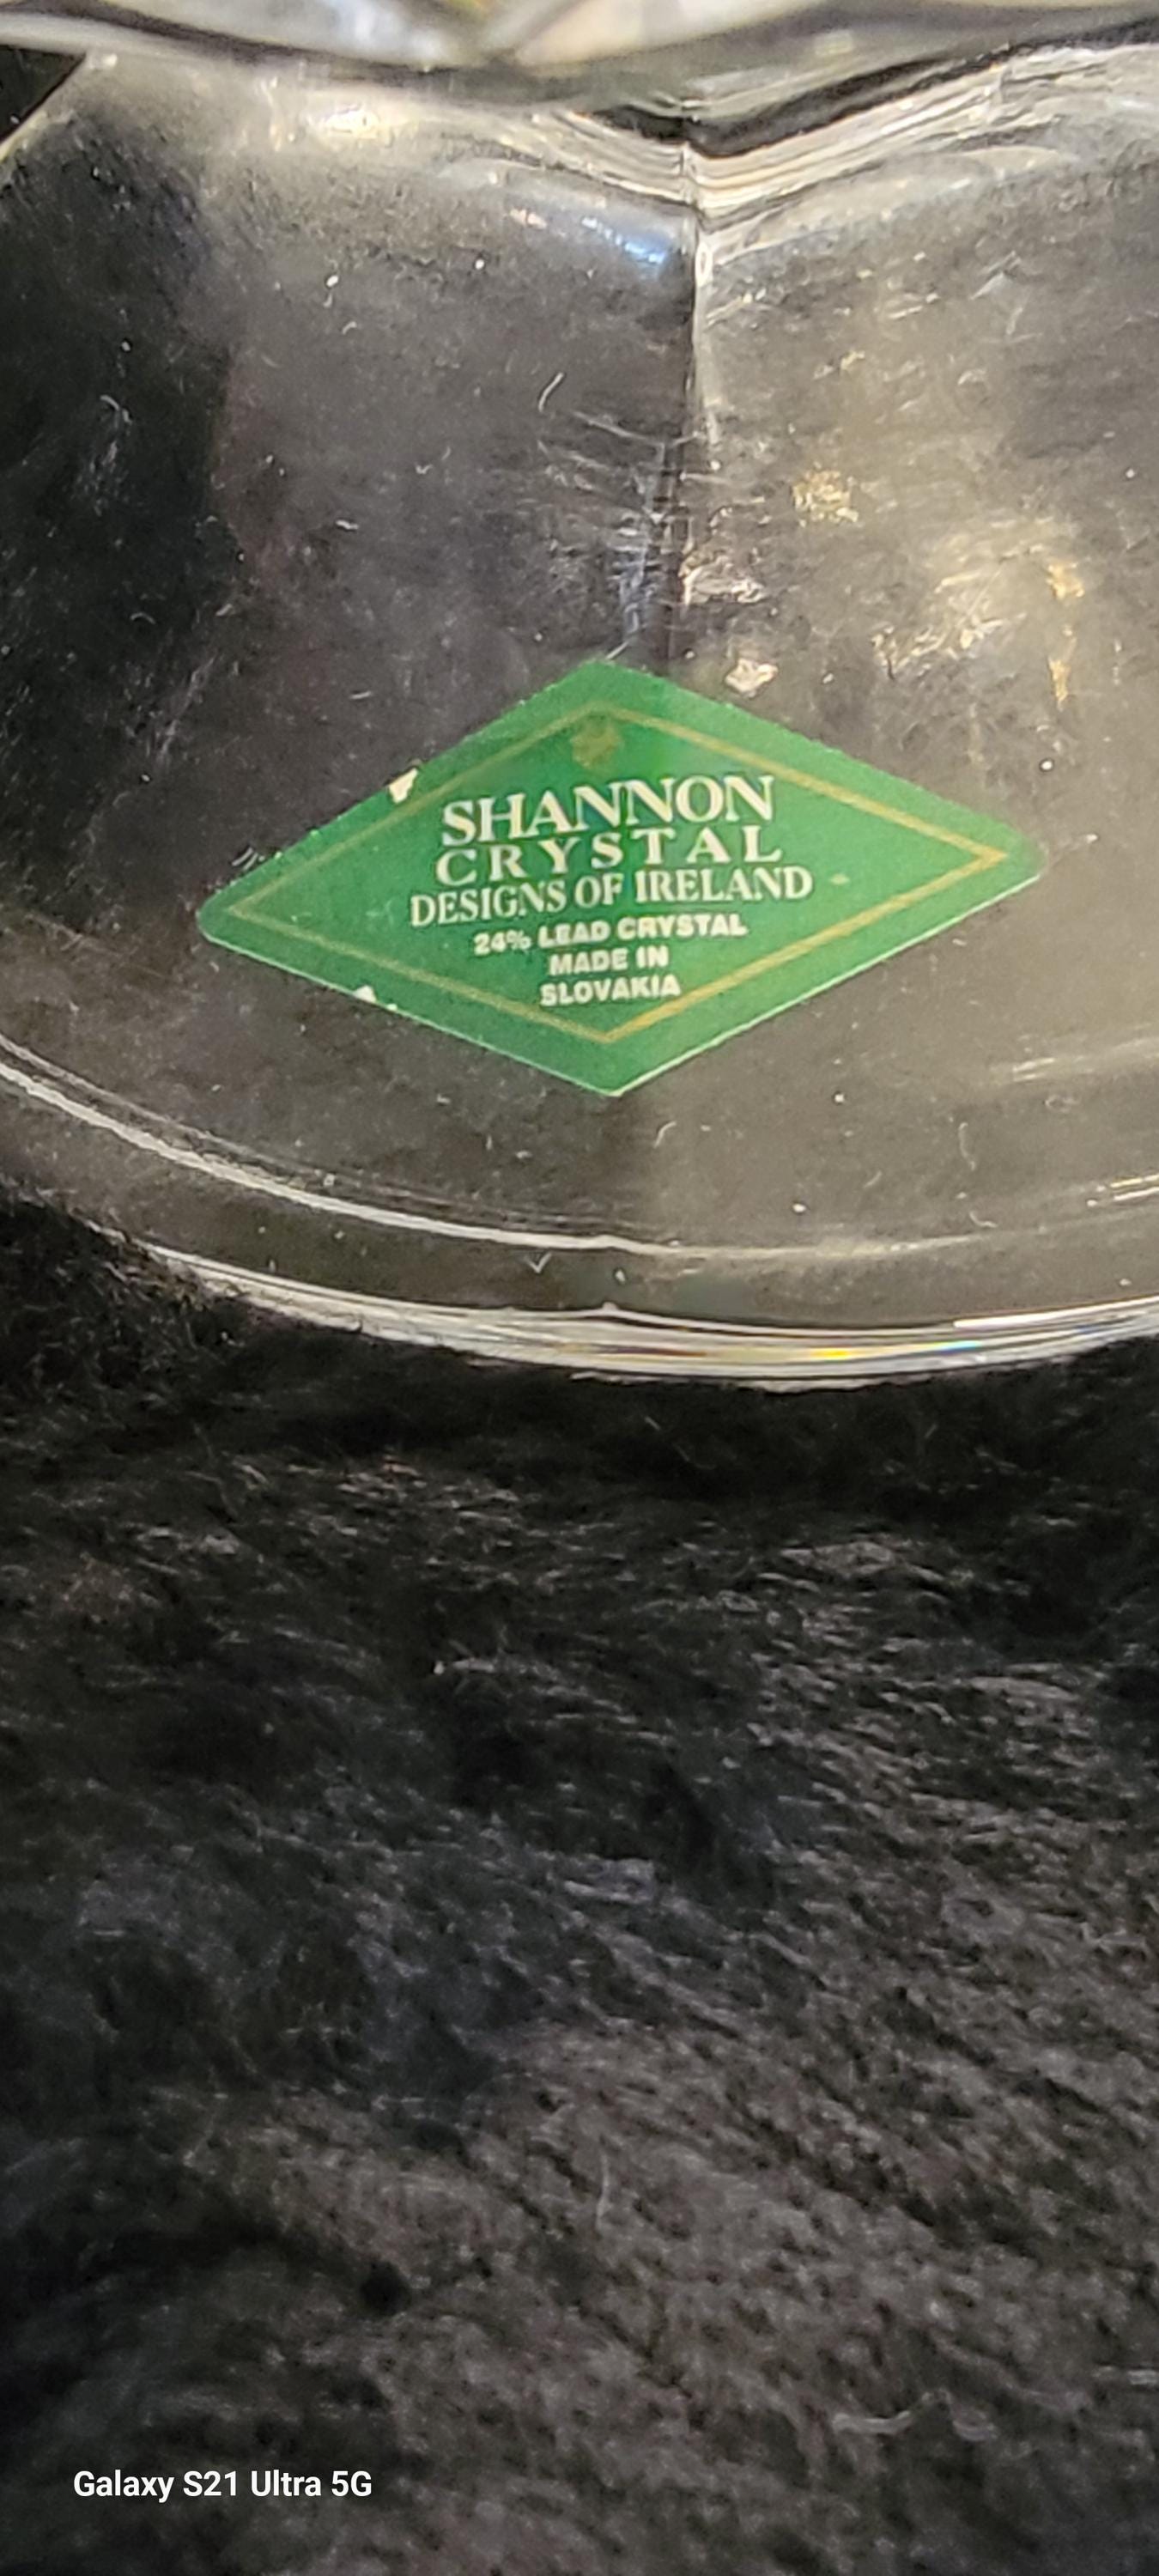 SHANNON
CRYSTAL
DESIGNS OF IRELAND
24% LEAD CRYSTAL
MADE IN
SLOVAKIA
Galaxy S21 Ultra 5G